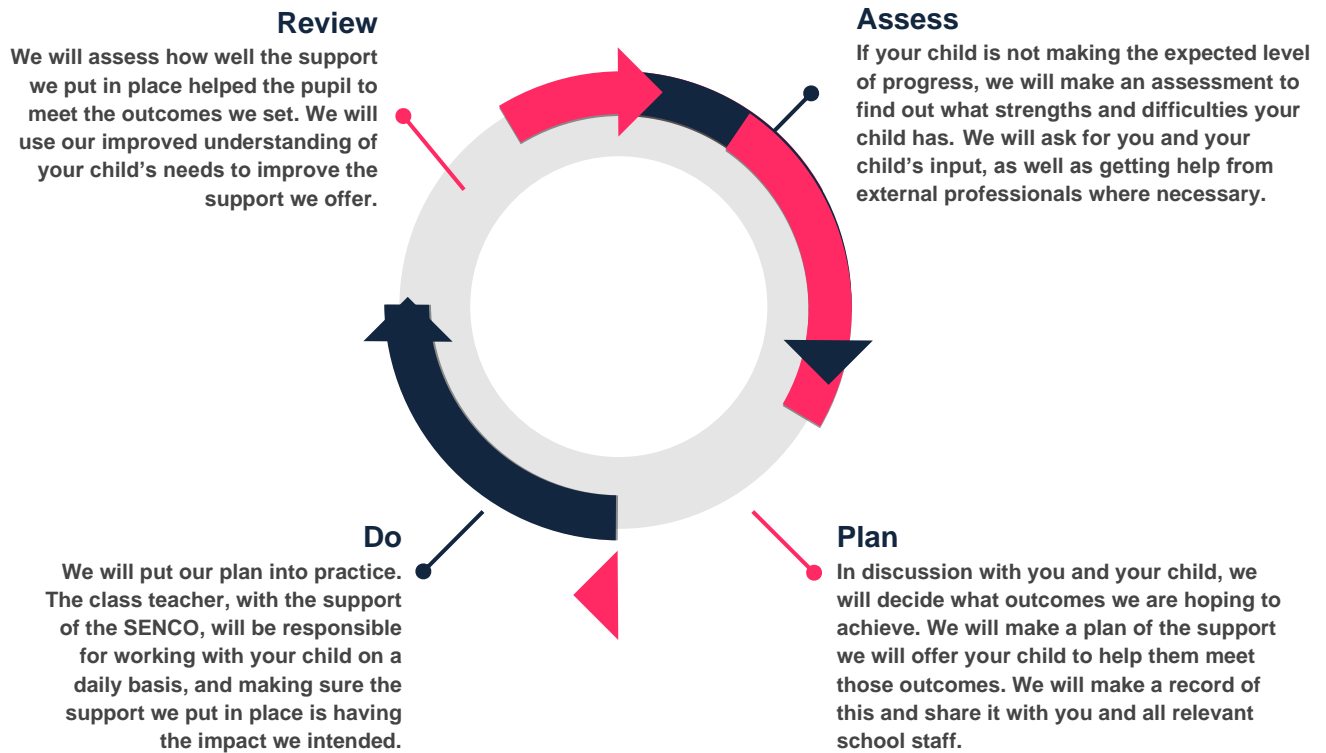 Review
We will assess how well the support
we put in place helped the pupil to
meet the outcomes we set. We will
use our improved understanding of
your child’s needs to improve the
support we offer.
Assess
If your child is not making the expected level
of progress, we will make an assessment to
find out what strengths and difficulties your
child has. We will ask for you and your
child’s input, as well as getting help from
external professionals where necessary.
Do
We will put our plan into practice.
The class teacher, with the support
of the SENCO, will be responsible
for working with your child on a
daily basis, and making sure the
support we put in place is having
the impact we intended.
Plan
In discussion with you and your child, we
will decide what outcomes we are hoping to
achieve. We will make a plan of the support
we will offer your child to help them meet
those outcomes. We will make a record of
this and share it with you and all relevant
school staff.